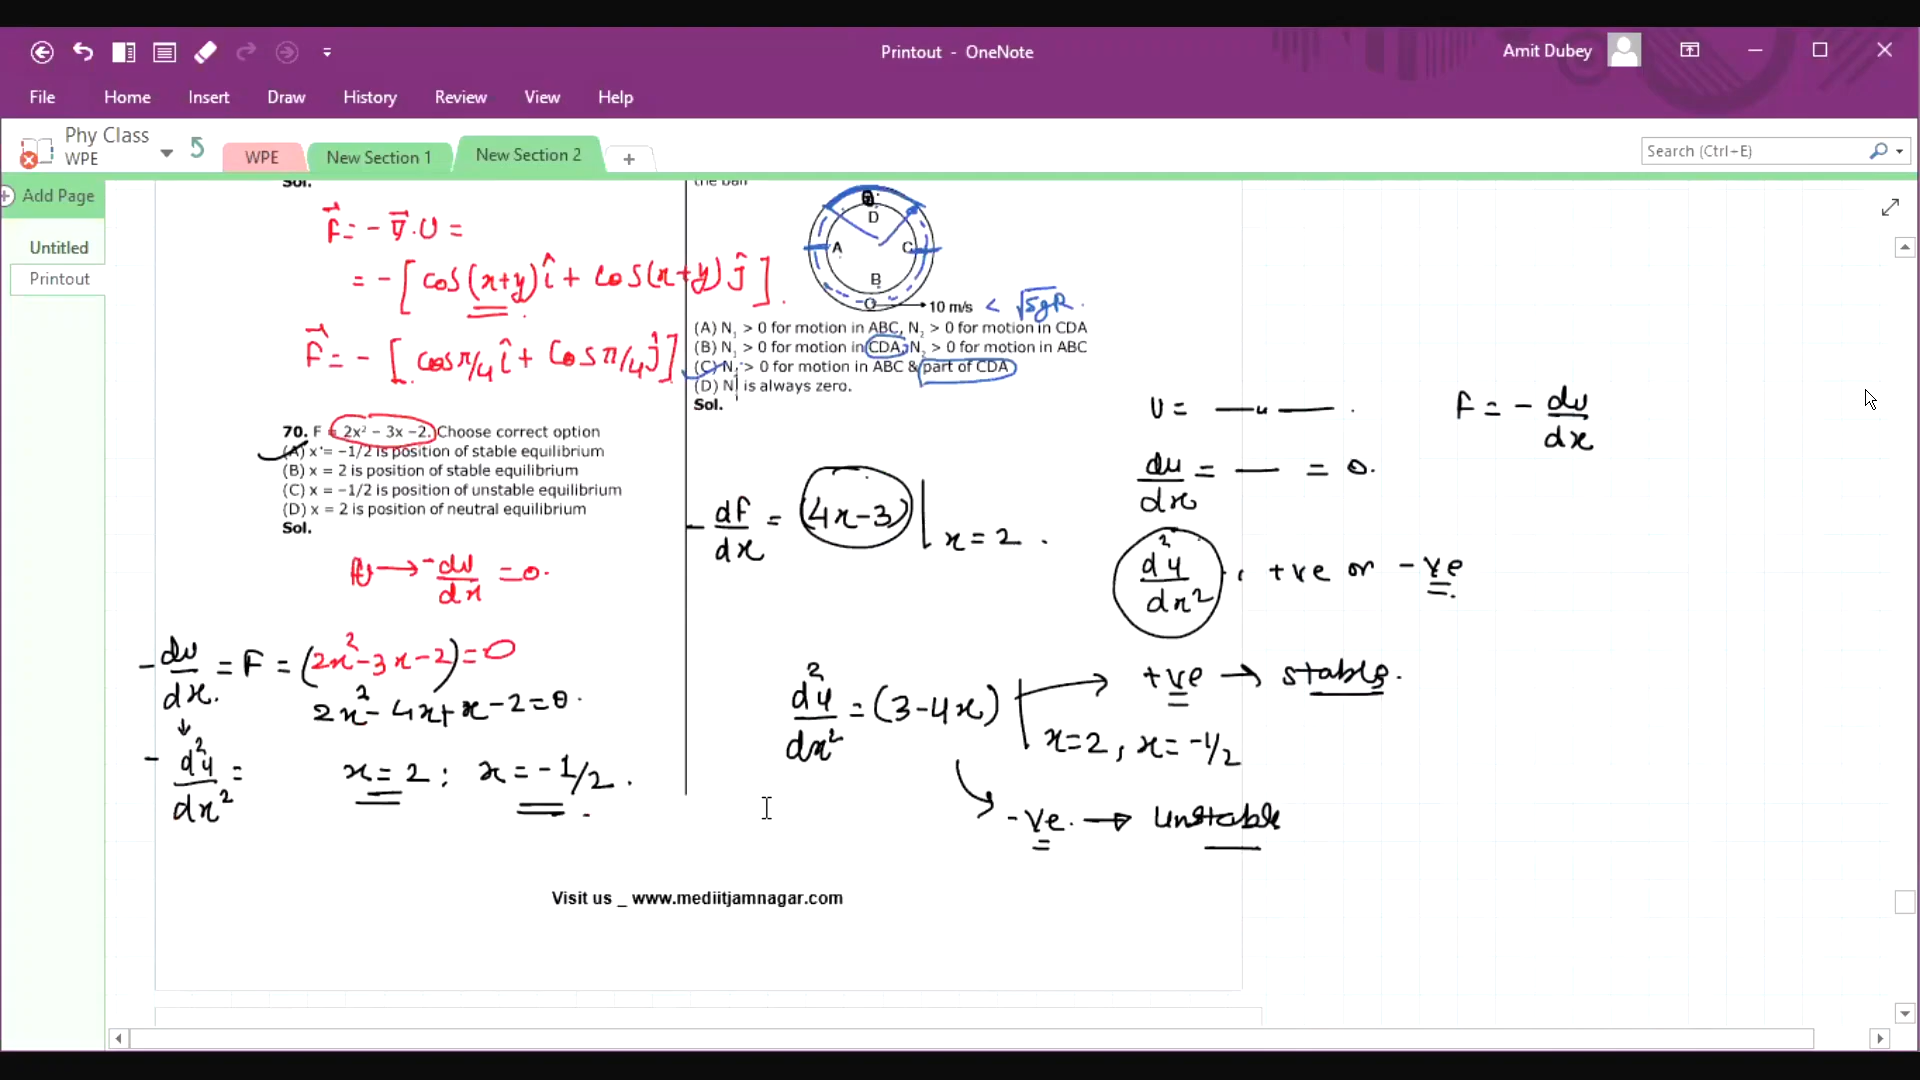 Printout - OneNote
Amit Dubey
File Home Insert Draw History Review View Help
Phy Class
WPE
WPE
New Section 1
New Section 2
Search (Ctrl+E)
Add Page
Untitled
Printout
Sol.
F⃗ = - ∇⃗.U =
= - [cos(x+y)î + cos(x+y)ĵ].
F⃗ = - [cosπ/4 î + cosπ/4 ĵ]
70. F = 2x² − 3x −2. Choose correct option
(A) x = −1/2 is position of stable equilibrium
(B) x = 2 is position of stable equilibrium
(C) x = −1/2 is position of unstable equilibrium
(D) x = 2 is position of neutral equilibrium
Sol.
→ -dU/dx = 0.
-dU/dx = F = (2x²-3x-2) = 0
2x²-4x+x-2=0.
-d²U/dx² =
x = 2 ; x = -1/2.
the ball
D
A
C
B
10 m/s < √5gR.
(A) N₁ > 0 for motion in ABC, N₂ > 0 for motion in CDA
(B) N₁ > 0 for motion in CDA, N₂ > 0 for motion in ABC
(C) N₁ > 0 for motion in ABC & part of CDA
(D) N₁ is always zero.
Sol.
U = —"— .
F = - dU/dx
dU/dx = — = 0.
-dF/dx = (4x-3)| x=2.
d²U/dx² . +ve or -ve
d²U/dx² = (3-4x)| x=2, x=-1/2
+ve → stable.
-ve. → unstable
Visit us _ www.mediitjamnagar.com